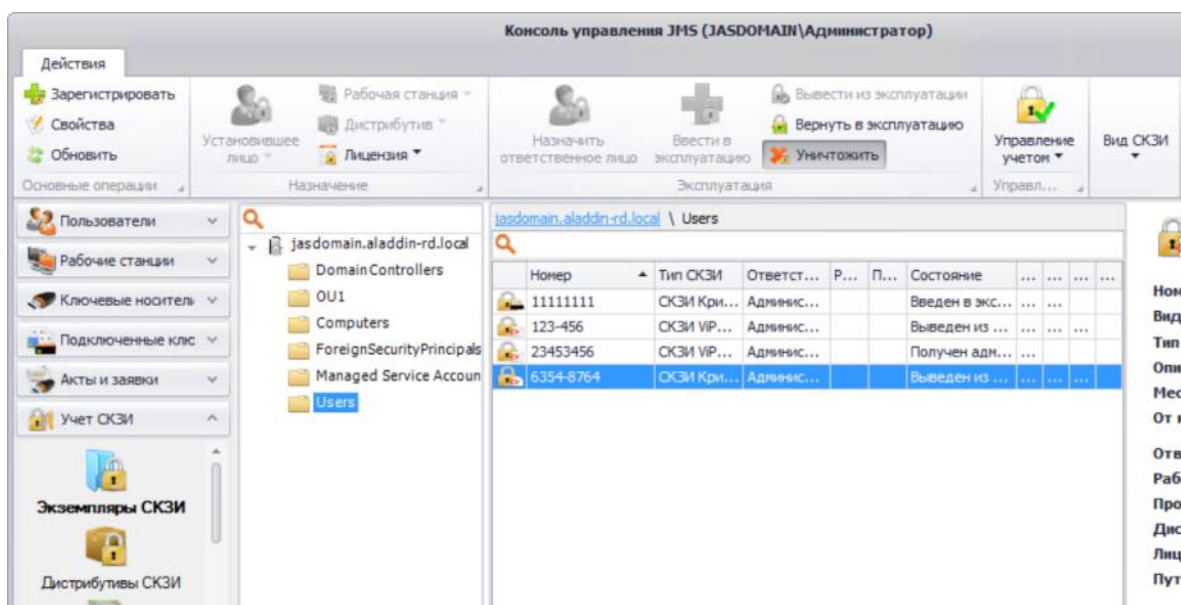 Консоль управления JMS (JASDOMAIN\Администратор)
Действия
Зарегистрировать
Свойства
Обновить
Основные операции
Установившее лицо
Рабочая станция
Дистрибутив
Лицензия
Назначение
Назначить ответственное лицо
Ввести в эксплуатацию
Вывести из эксплуатации
Вернуть в эксплуатацию
Уничтожить
Эксплуатация
Управление учетом
Управл...
Вид СКЗИ
Пользователи
Рабочие станции
Ключевые носители
Подключенные клю
Акты и заявки
Учет СКЗИ
Экземпляры СКЗИ
Дистрибутивы СКЗИ
jasdomain.aladdin-rd.local
Domain Controllers
OU1
Computers
ForeignSecurityPrincipals
Managed Service Accoun
Users
jasdomain.aladdin-rd.local \ Users
Номер Тип СКЗИ Ответст... Р... П... Состояние ... ... ... ...
11111111 СКЗИ Кри... Админис... Введен в экс... ... ...
123-456 СКЗИ ViP... Админис... Выведен из ... ... ... ...
23453456 СКЗИ ViP... Админис... Получен адм... ...
6354-8764 СКЗИ Кри... Админис... Выведен из ... ... ... ...
Ном
Вид
Тип
Опи
Мес
От к
Отв
Раб
Про
Дис
Лиц
Пут